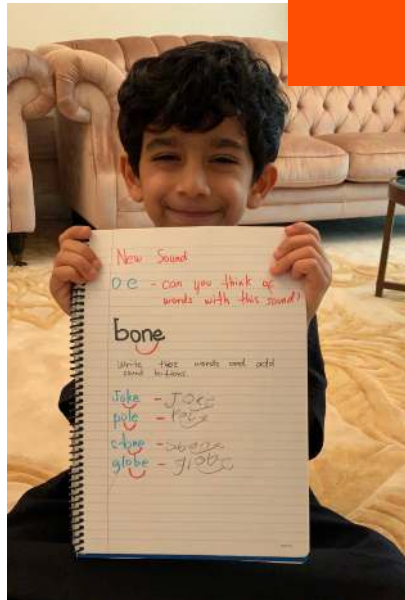 New Sound
o e - can you think of
words with this sound?
bone
Write these words and add
sound buttons.
Joke - Joke
pole - Pole
s-one -
globe - globe